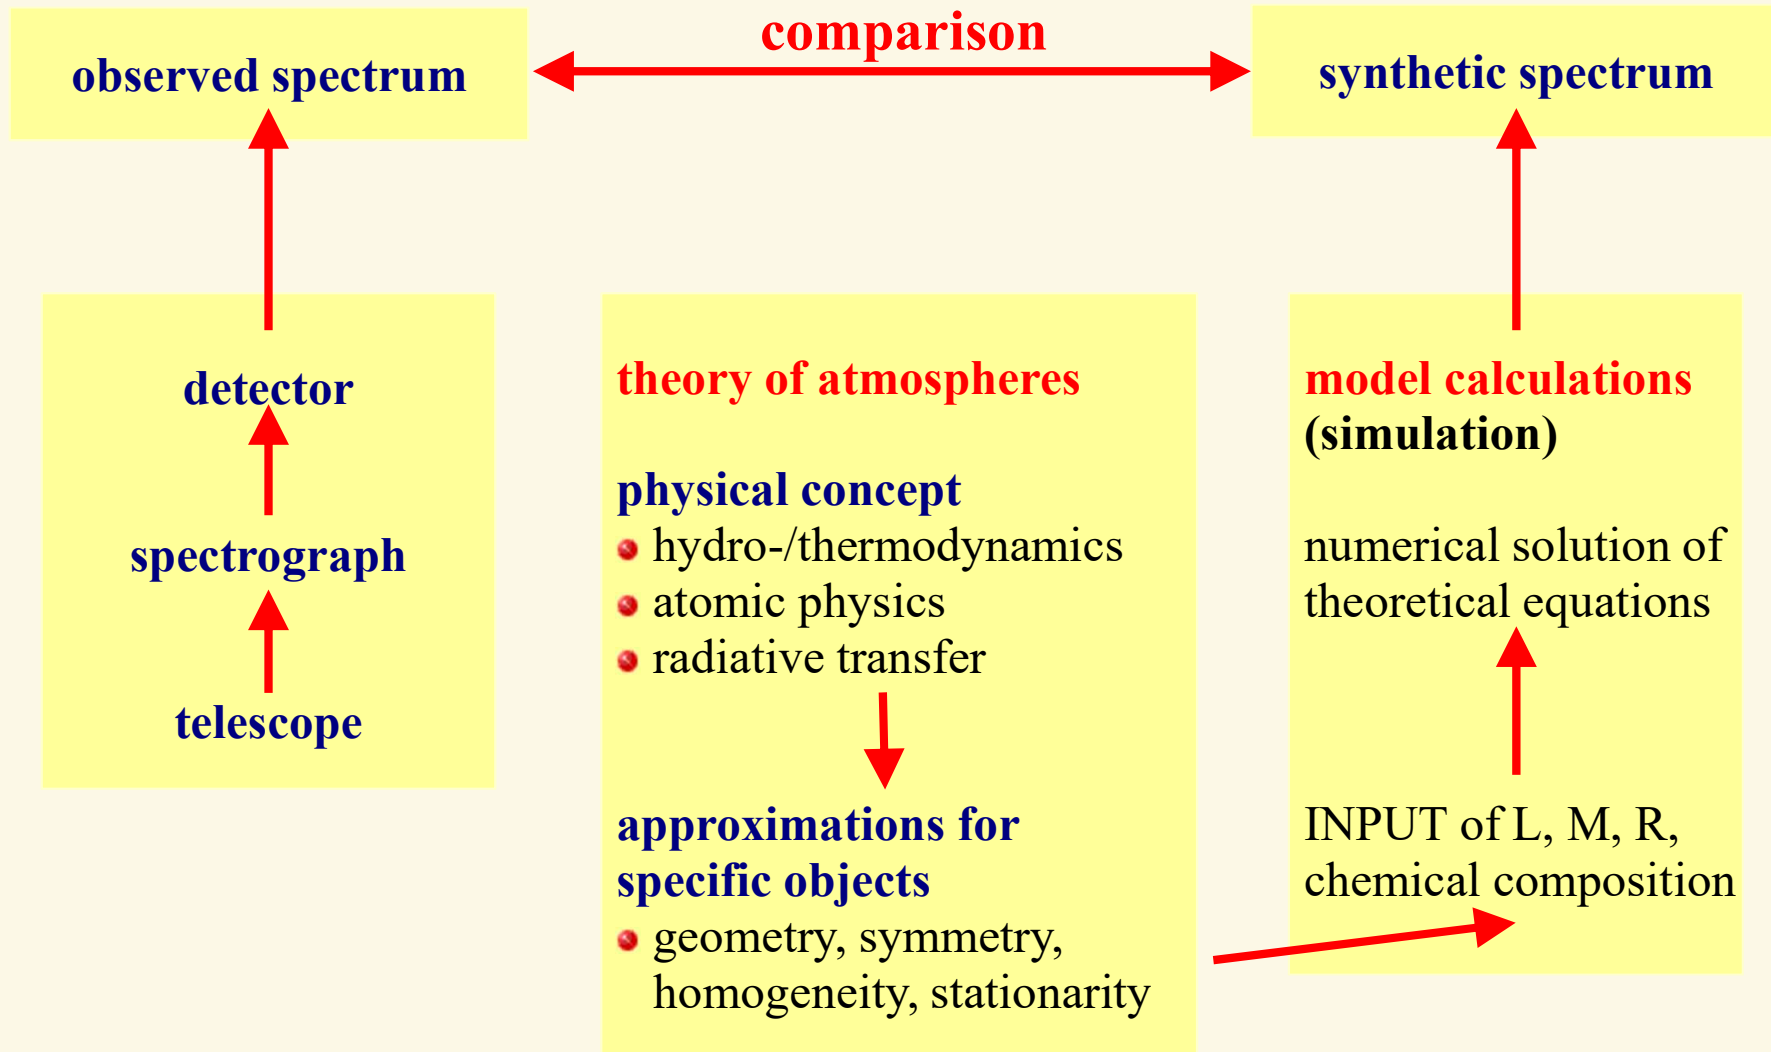 comparison
observed spectrum
synthetic spectrum
detector
spectrograph
telescope
theory of atmospheres
physical concept
hydro-/thermodynamics
atomic physics
radiative transfer
approximations for
specific objects
geometry, symmetry,
homogeneity, stationarity
model calculations
(simulation)
numerical solution of
theoretical equations
INPUT of L, M, R,
chemical composition